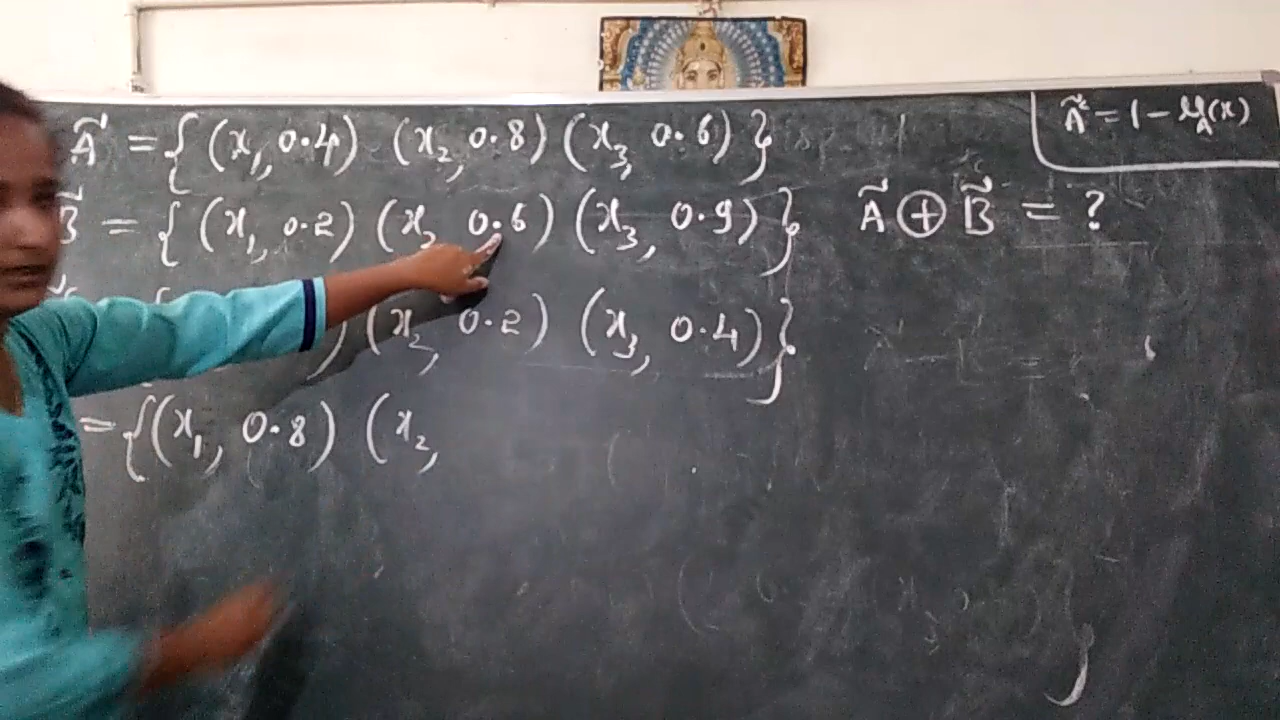 Ã = {(x₁, 0.4) (x₂, 0.8) (x₃, 0.6)}
Ãᶜ = 1 - μ_A(x)
B̃ = {(x₁, 0.2) (x₂ 0.6) (x₃, 0.9)}
Ã ⊕ B̃ = ?
) (x₂, 0.2) (x₃, 0.4)}
= {(x₁, 0.8) (x₂,